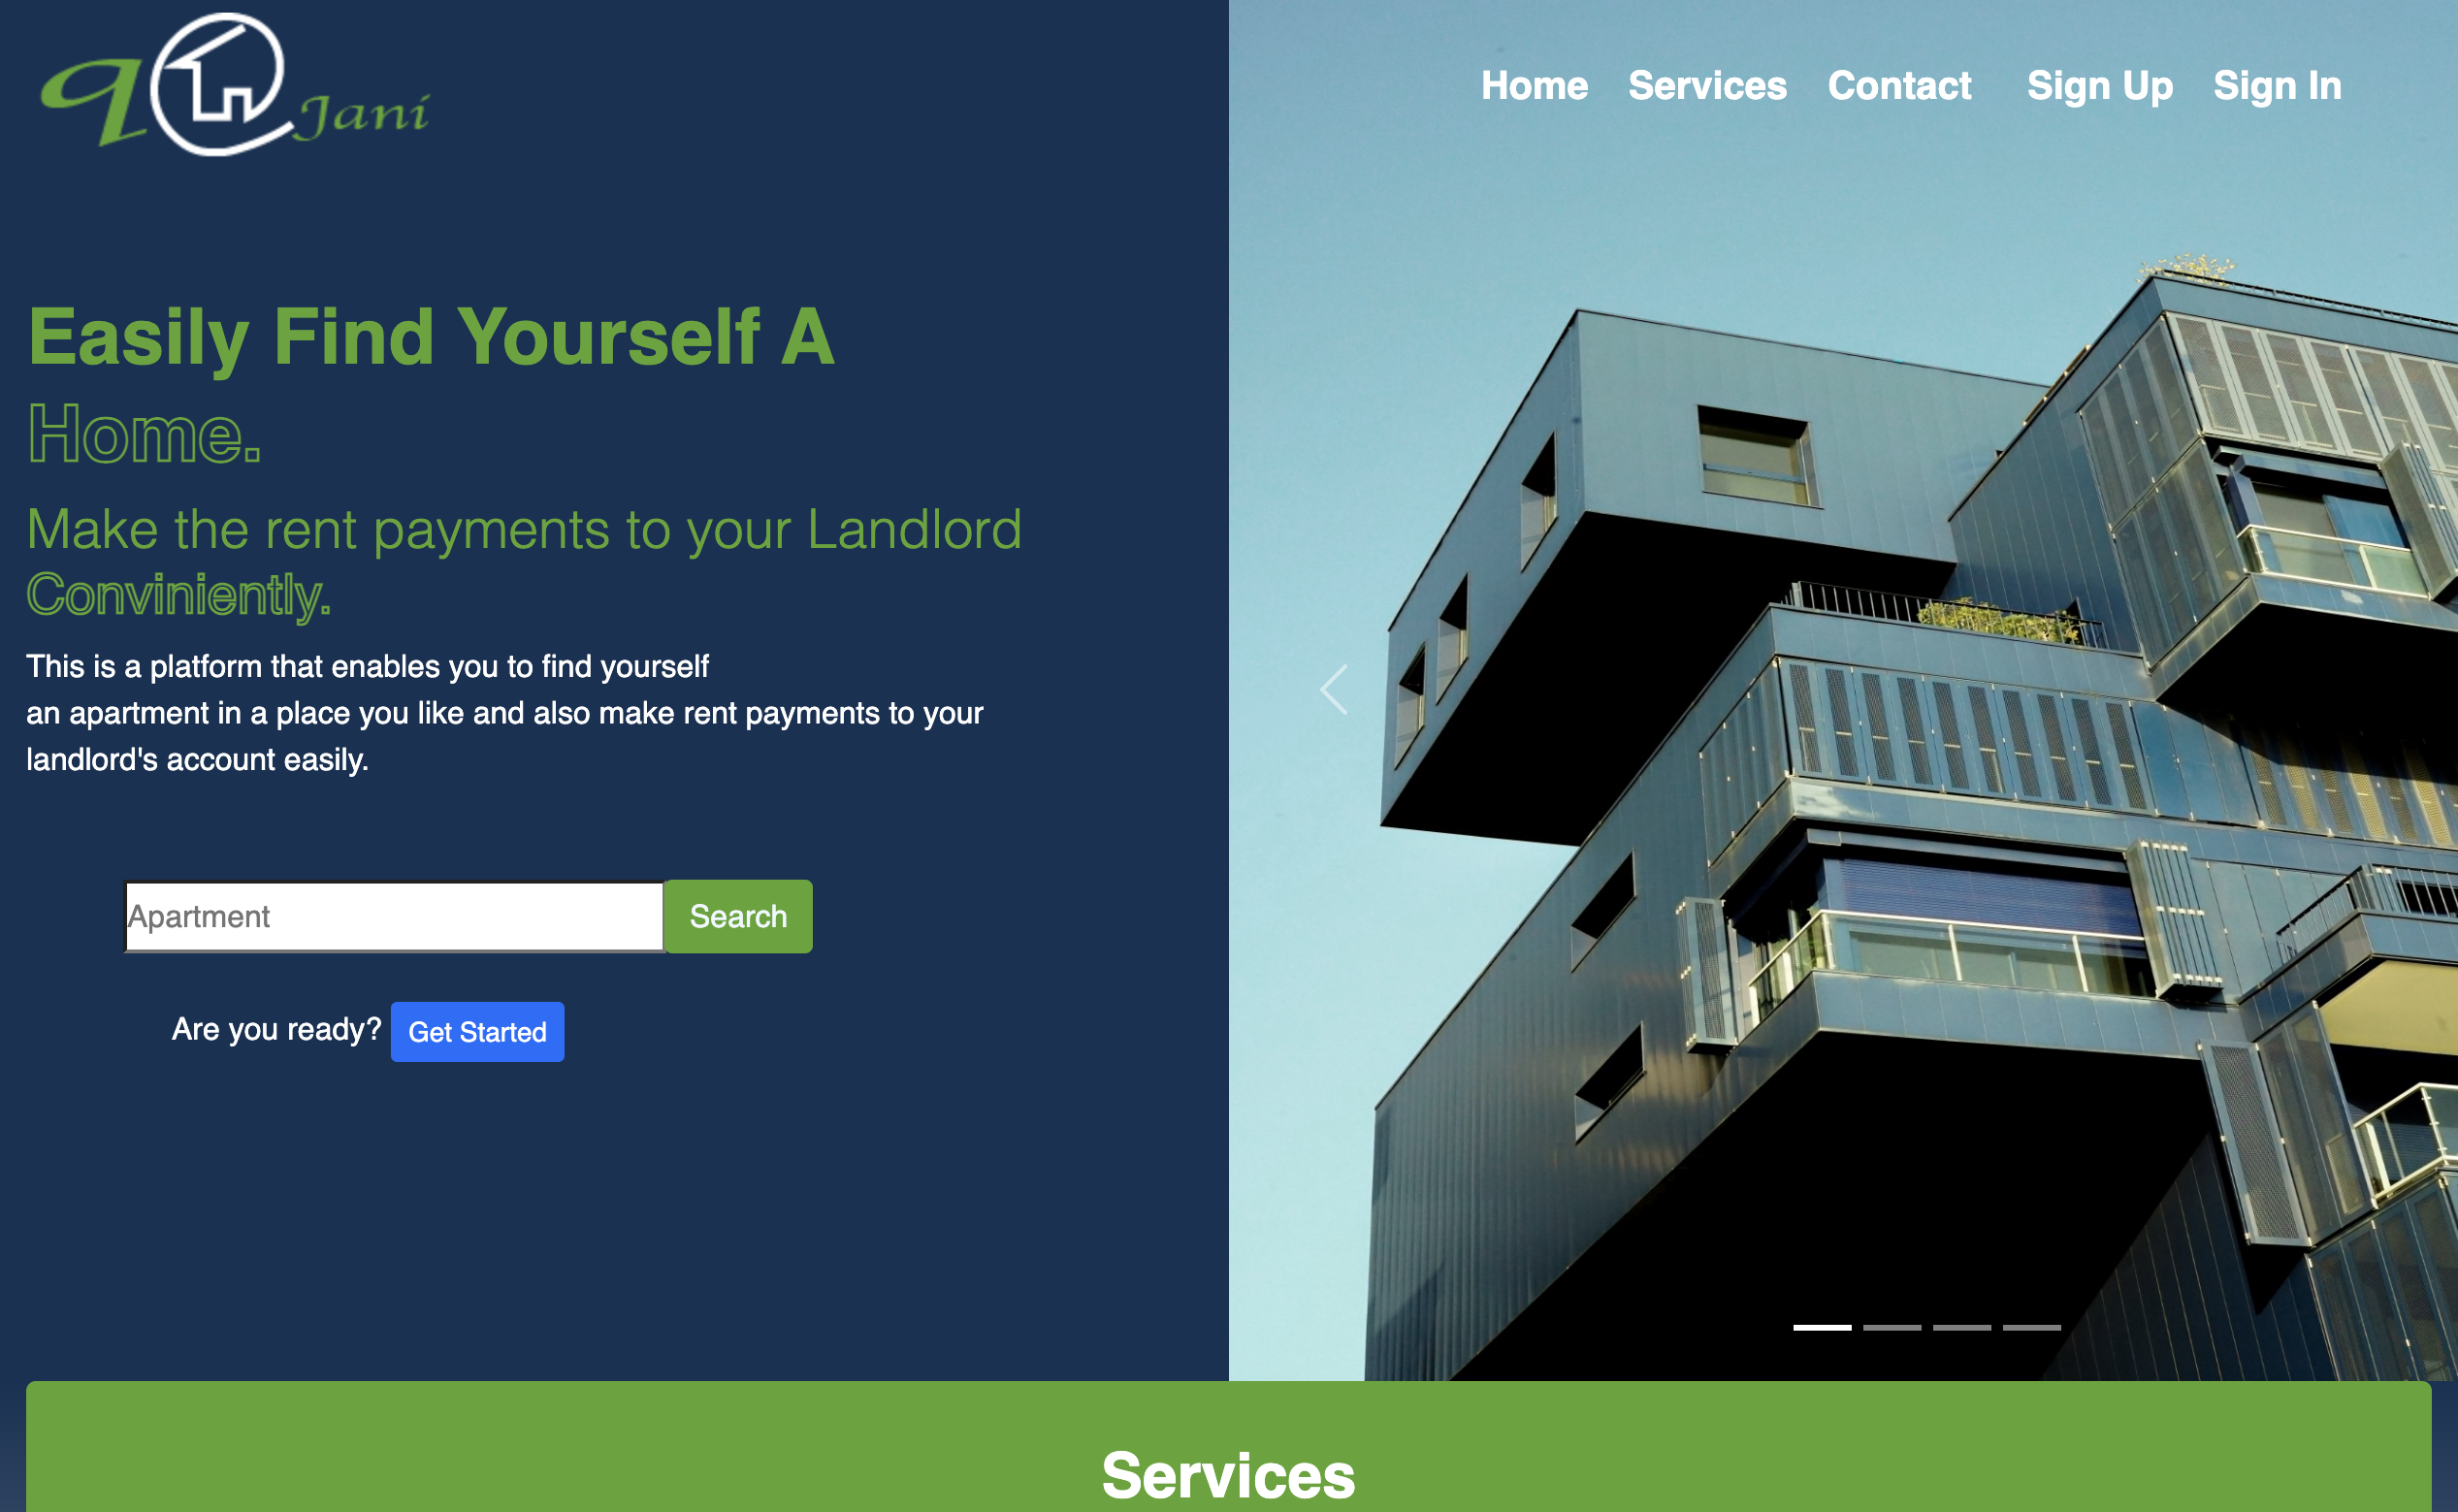 q Jani
Home Services Contact Sign Up Sign In
Easily Find Yourself A
Home.
Make the rent payments to your Landlord
Conviniently.
This is a platform that enables you to find yourself
an apartment in a place you like and also make rent payments to your
landlord's account easily.
Apartment Search
Are you ready? Get Started
Services